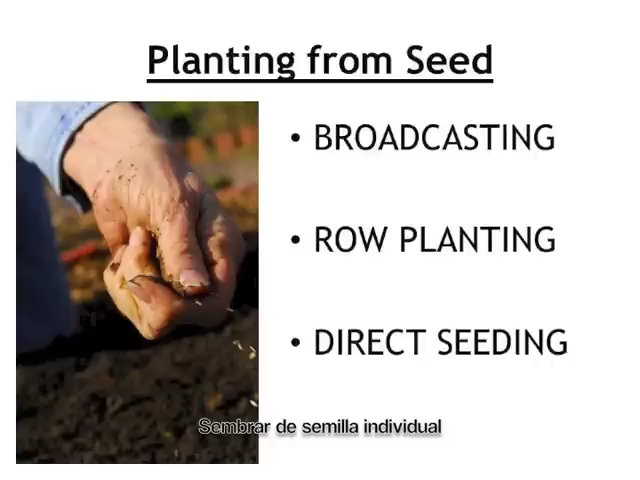 Planting from Seed
• BROADCASTING
• ROW PLANTING
• DIRECT SEEDING
Sembrar de semilla individual